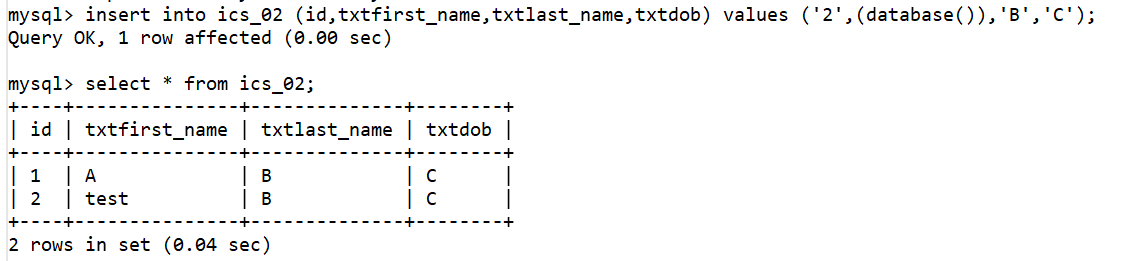 mysql> insert into ics_02 (id,txtfirst_name,txtlast_name,txtdob) values ('2',(database()),'B','C');
Query OK, 1 row affected (0.00 sec)
mysql> select * from ics_02;
+----+---------------+--------------+--------+
| id | txtfirst_name | txtlast_name | txtdob |
+----+---------------+--------------+--------+
| 1 | A | B | C |
| 2 | test | B | C |
+----+---------------+--------------+--------+
2 rows in set (0.04 sec)